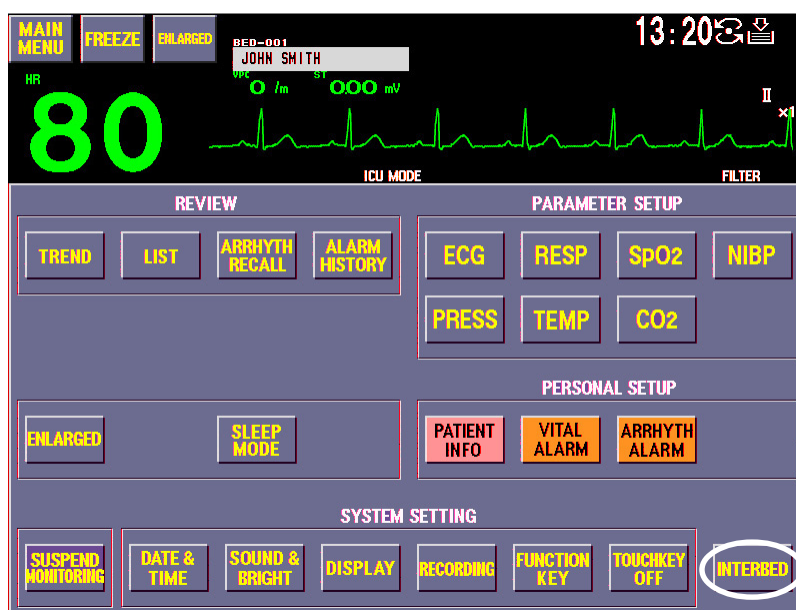 MAIN MENU
FREEZE
ENLARGED
BED-001
JOHN SMITH
13:20
HR
80
VPC
0 /m
ST
0.00 mV
II
×1
ICU MODE
FILTER
REVIEW
TREND
LIST
ARRHYTH
RECALL
ALARM
HISTORY
PARAMETER SETUP
ECG
RESP
SpO2
NIBP
PRESS
TEMP
CO2
ENLARGED
SLEEP
MODE
PERSONAL SETUP
PATIENT
INFO
VITAL
ALARM
ARRHYTH
ALARM
SYSTEM SETTING
SUSPEND
MONITORING
DATE &
TIME
SOUND &
BRIGHT
DISPLAY
RECORDING
FUNCTION
KEY
TOUCHKEY
OFF
INTERBED